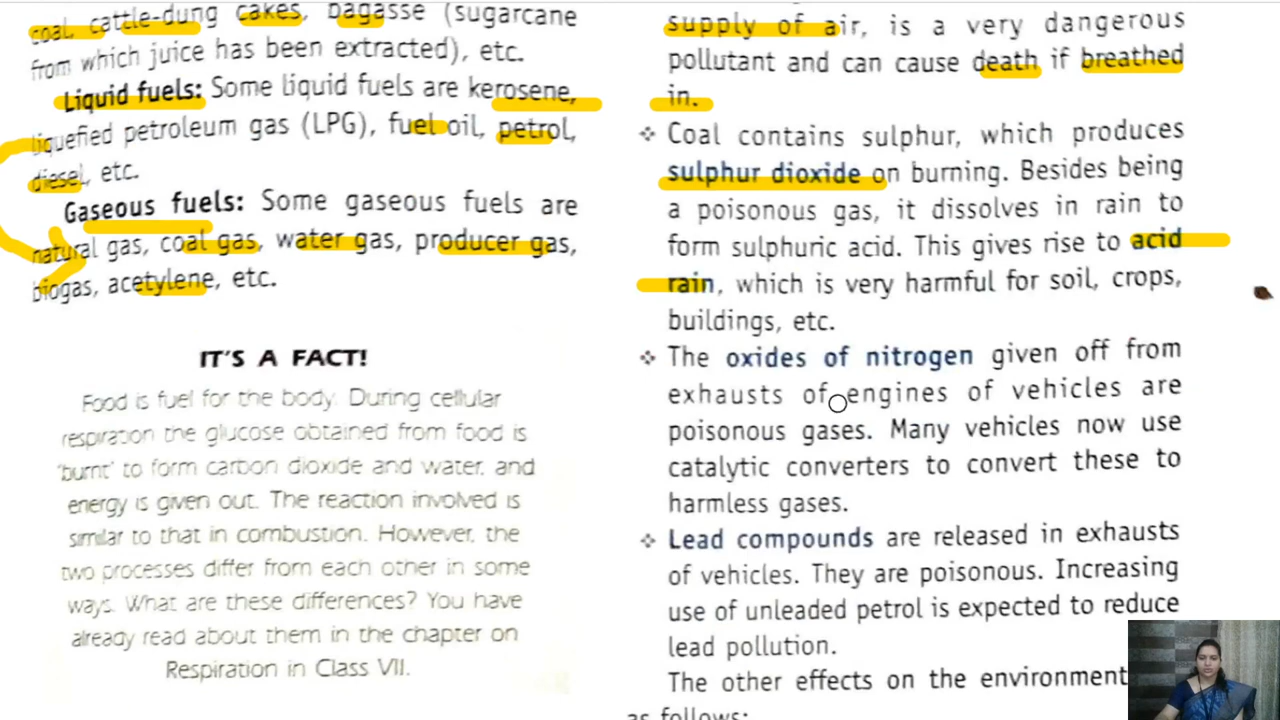 coal, cattle-dung cakes, bagasse (sugarcane
from which juice has been extracted), etc.
Liquid fuels: Some liquid fuels are kerosene,
liquefied petroleum gas (LPG), fuel oil, petrol,
diesel, etc.
Gaseous fuels: Some gaseous fuels are
natural gas, coal gas, water gas, producer gas,
biogas, acetylene, etc.
IT'S A FACT!
Food is fuel for the body. During cellular
respiration the glucose obtained from food is
'burnt' to form carbon dioxide and water, and
energy is given out. The reaction involved is
similar to that in combustion. However, the
two processes differ from each other in some
ways. What are these differences? You have
already read about them in the chapter on
Respiration in Class VII.
supply of air, is a very dangerous
pollutant and can cause death if breathed
in.
❖ Coal contains sulphur, which produces
sulphur dioxide on burning. Besides being
a poisonous gas, it dissolves in rain to
form sulphuric acid. This gives rise to acid
rain, which is very harmful for soil, crops,
buildings, etc.
❖ The oxides of nitrogen given off from
exhausts of engines of vehicles are
poisonous gases. Many vehicles now use
catalytic converters to convert these to
harmless gases.
❖ Lead compounds are released in exhausts
of vehicles. They are poisonous. Increasing
use of unleaded petrol is expected to reduce
lead pollution.
The other effects on the environment
as follows: